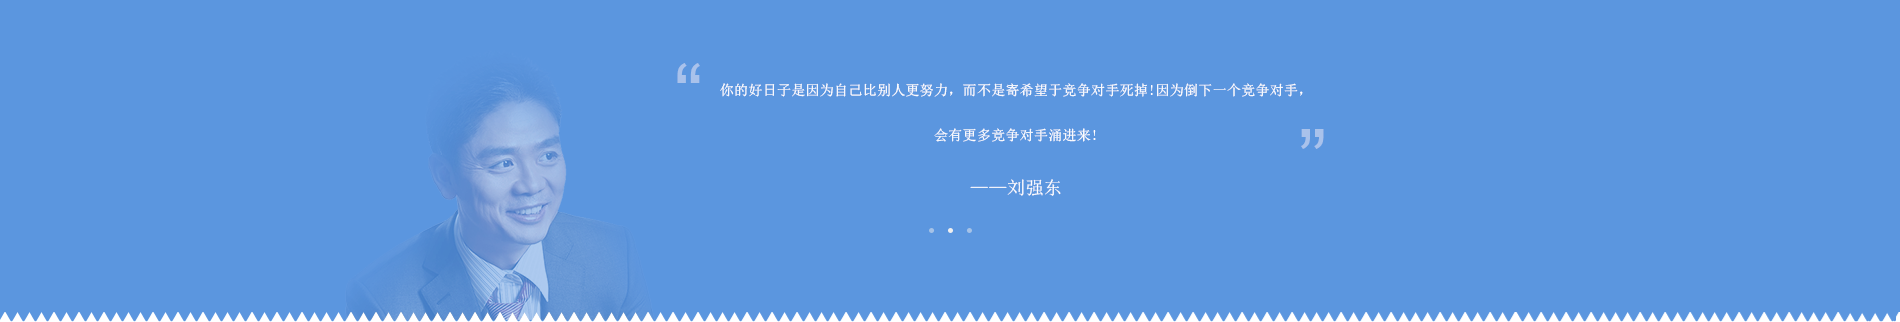 “你的好日子是因为自己比别人更努力，而不是寄希望于竞争对手死掉!因为倒下一个竞争对手，
会有更多竞争对手涌进来!”
——刘强东